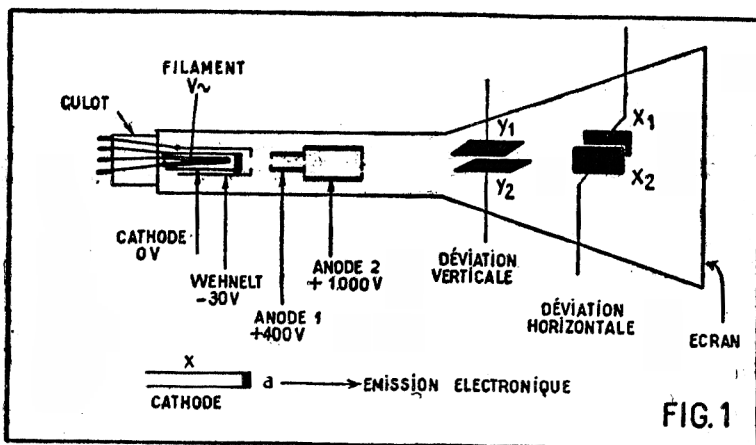 FILAMENT
V~
CULOT
Y1
Y2
X1
X2
CATHODE
0V
WEHNELT
-30V
ANODE 1
+400V
ANODE 2
+1.000V
DÉVIATION
VERTICALE
DÉVIATION
HORIZONTALE
ECRAN
X
a
EMISSION ELECTRONIQUE
CATHODE
FIG.1